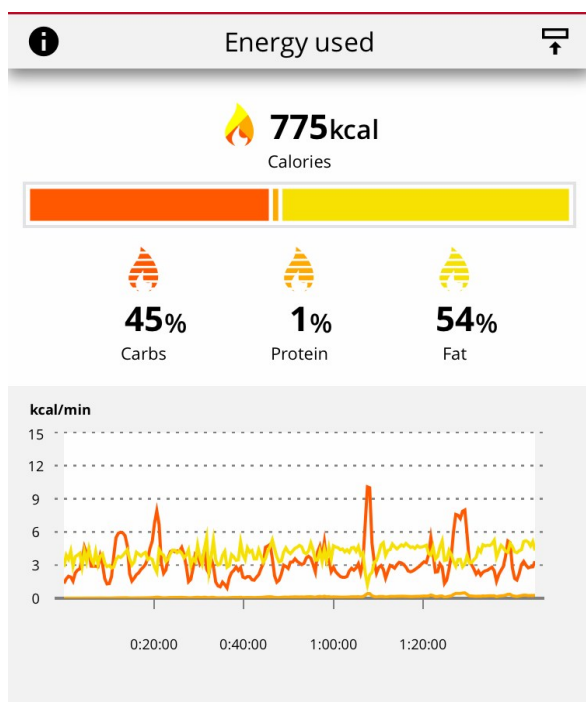 Energy used
775kcal
Calories
45% 1% 54%
Carbs Protein Fat
kcal/min
15
12
9
6
3
0
0:20:00 0:40:00 1:00:00 1:20:00